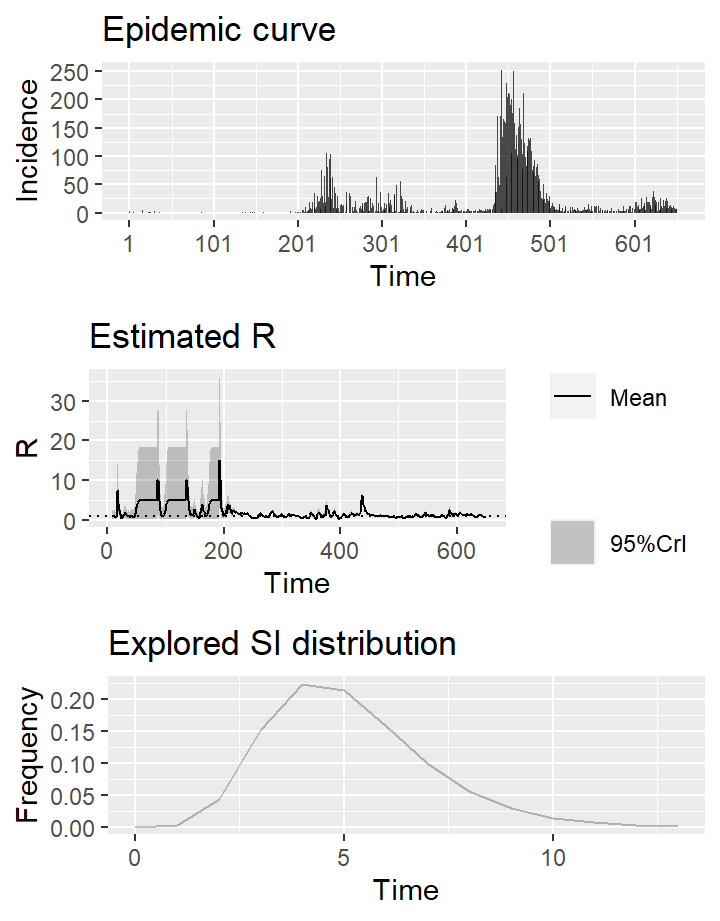 Epidemic curve
250
200
150
100
50
0
Incidence
1 101 201 301 401 501 601
Time
Estimated R
30
20
10
0
R
0 200 400 600
Time
Mean
95%CrI
Explored SI distribution
0.20
0.15
0.10
0.05
0.00
Frequency
0 5 10
Time